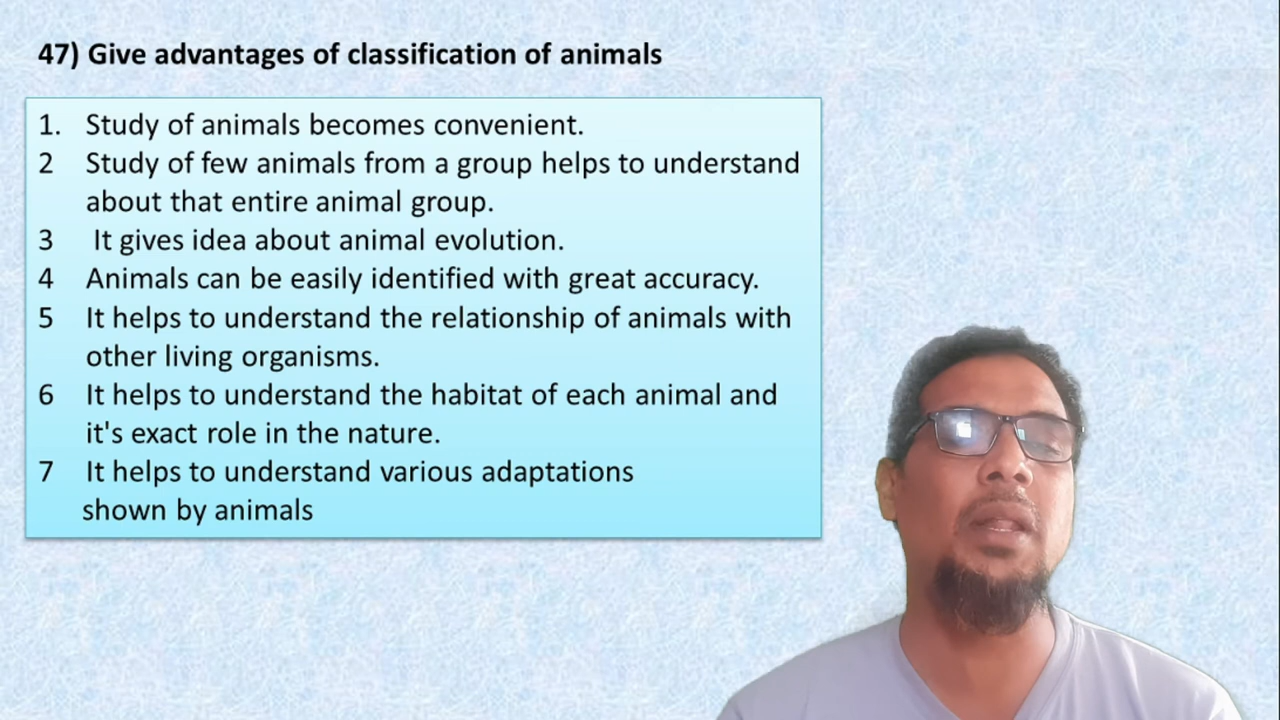 47) Give advantages of classification of animals
1. Study of animals becomes convenient.
2 Study of few animals from a group helps to understand
about that entire animal group.
3 It gives idea about animal evolution.
4 Animals can be easily identified with great accuracy.
5 It helps to understand the relationship of animals with
other living organisms.
6 It helps to understand the habitat of each animal and
it's exact role in the nature.
7 It helps to understand various adaptations
shown by animals